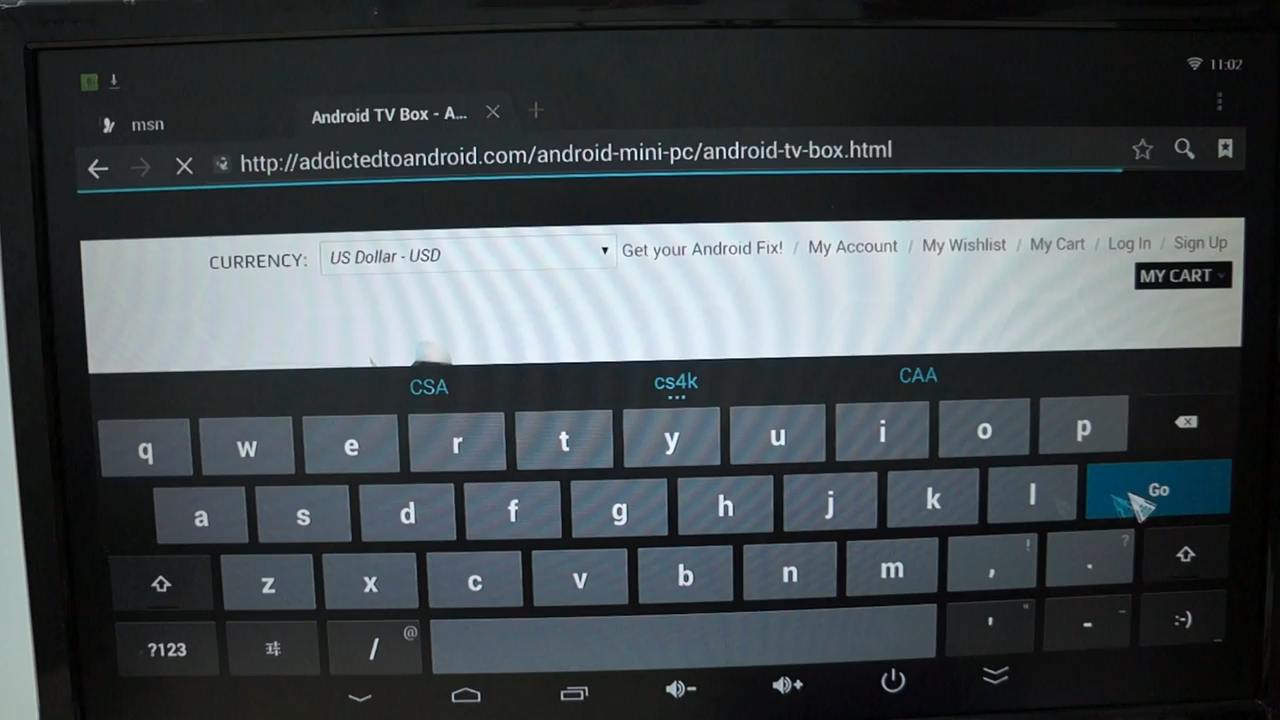 11:02
msn
Android TV Box - A...
http://addictedtoandroid.com/android-mini-pc/android-tv-box.html
CURRENCY: US Dollar - USD Get your Android Fix! / My Account / My Wishlist / My Cart / Log In / Sign Up
MY CART
CSA cs4k CAA
q w e r t y u i o p
a s d f g h j k l Go
z x c v b n m , ! . ?
?123 / @ ' " - _ :-)